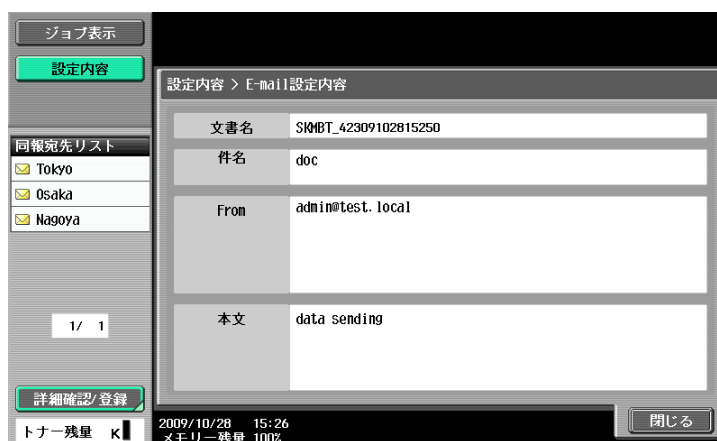 ジョブ表示
設定内容
設定内容 > E-mail設定内容
文書名 SKMBT_42309102815250
件名 doc
From admin@test.local
本文 data sending
同報宛先リスト
Tokyo
Osaka
Nagoya
1/ 1
詳細確認/登録
トナー残量 K
2009/10/28 15:26
メモリー残量 100%
閉じる